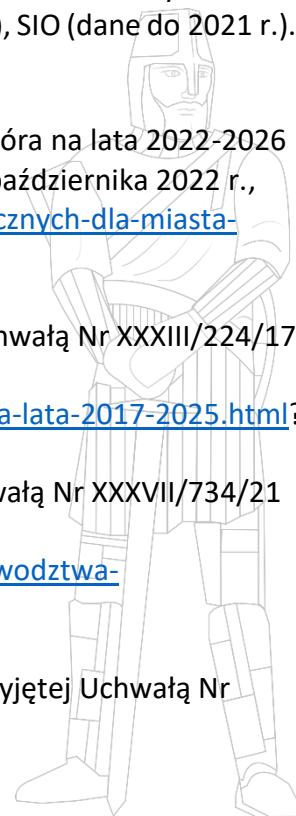 ), SIO (dane do 2021 r.).
óra na lata 2022-2026
aździernika 2022 r.,
cznych-dla-miasta-
hwałą Nr XXXIII/224/17
a-lata-2017-2025.html?
wałą Nr XXXVII/734/21
wodztwa-
yjętej Uchwałą Nr